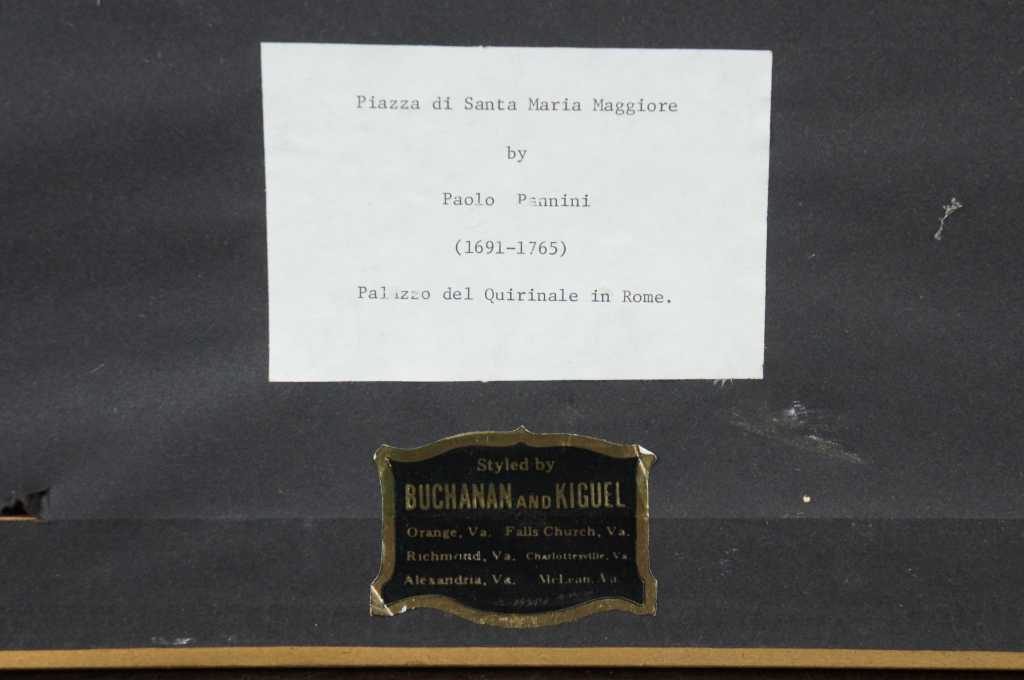 Piazza di Santa Maria Maggiore
by
Paolo Pannini
(1691-1765)
Palazzo del Quirinale in Rome.
Styled by
BUCHANAN AND KIGUEL
Orange, Va. Falls Church, Va.
Richmond, Va. Charlottesville, Va.
Alexandria, Va. McLean, Va.